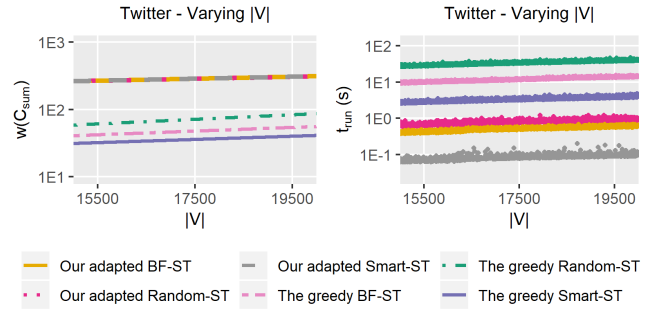 Twitter - Varying |V|
w(C_sum)
1E3
1E2
1E1
15500 17500 19500
|V|
Twitter - Varying |V|
t_run (s)
1E2
1E1
1E0
1E-1
15500 17500 19500
|V|
Our adapted BF-ST
Our adapted Smart-ST
The greedy Random-ST
Our adapted Random-ST
The greedy BF-ST
The greedy Smart-ST